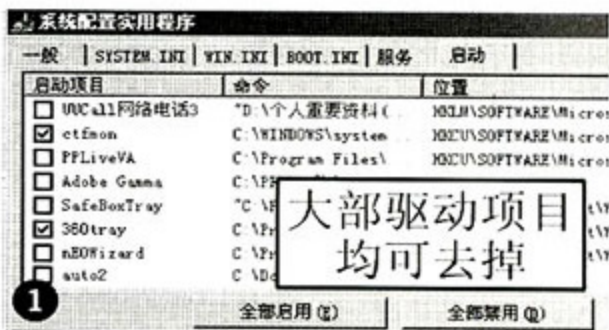 系统配置实用程序
一般 SYSTEM.INI WIN.INI BOOT.INI 服务 启动
启动项目 命令 位置
UUCall网络电话3 "D:\个人重要资料( HKLM\SOFTWARE\Micros
ctfmon C:\WINDOWS\system HKCU\SOFTWARE\Micros
PPLiveVA C:\Program Files\ HKCU\SOFTWARE\Micros
Adobe Gamma
SafeBoxTray
360tray
nEOWizard
auto2
大部驱动项目
均可去掉
1
全部启用(E) 全部禁用(D)